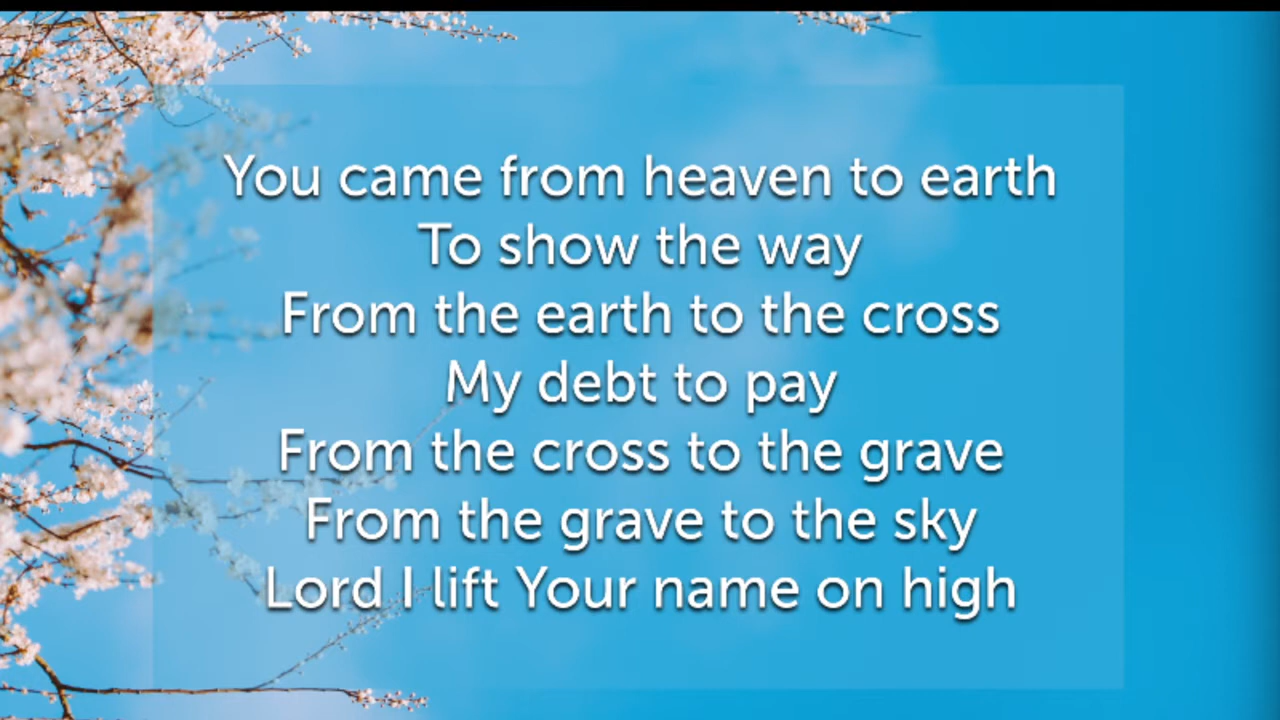 You came from heaven to earth
To show the way
From the earth to the cross
My debt to pay
From the cross to the grave
From the grave to the sky
Lord I lift Your name on high